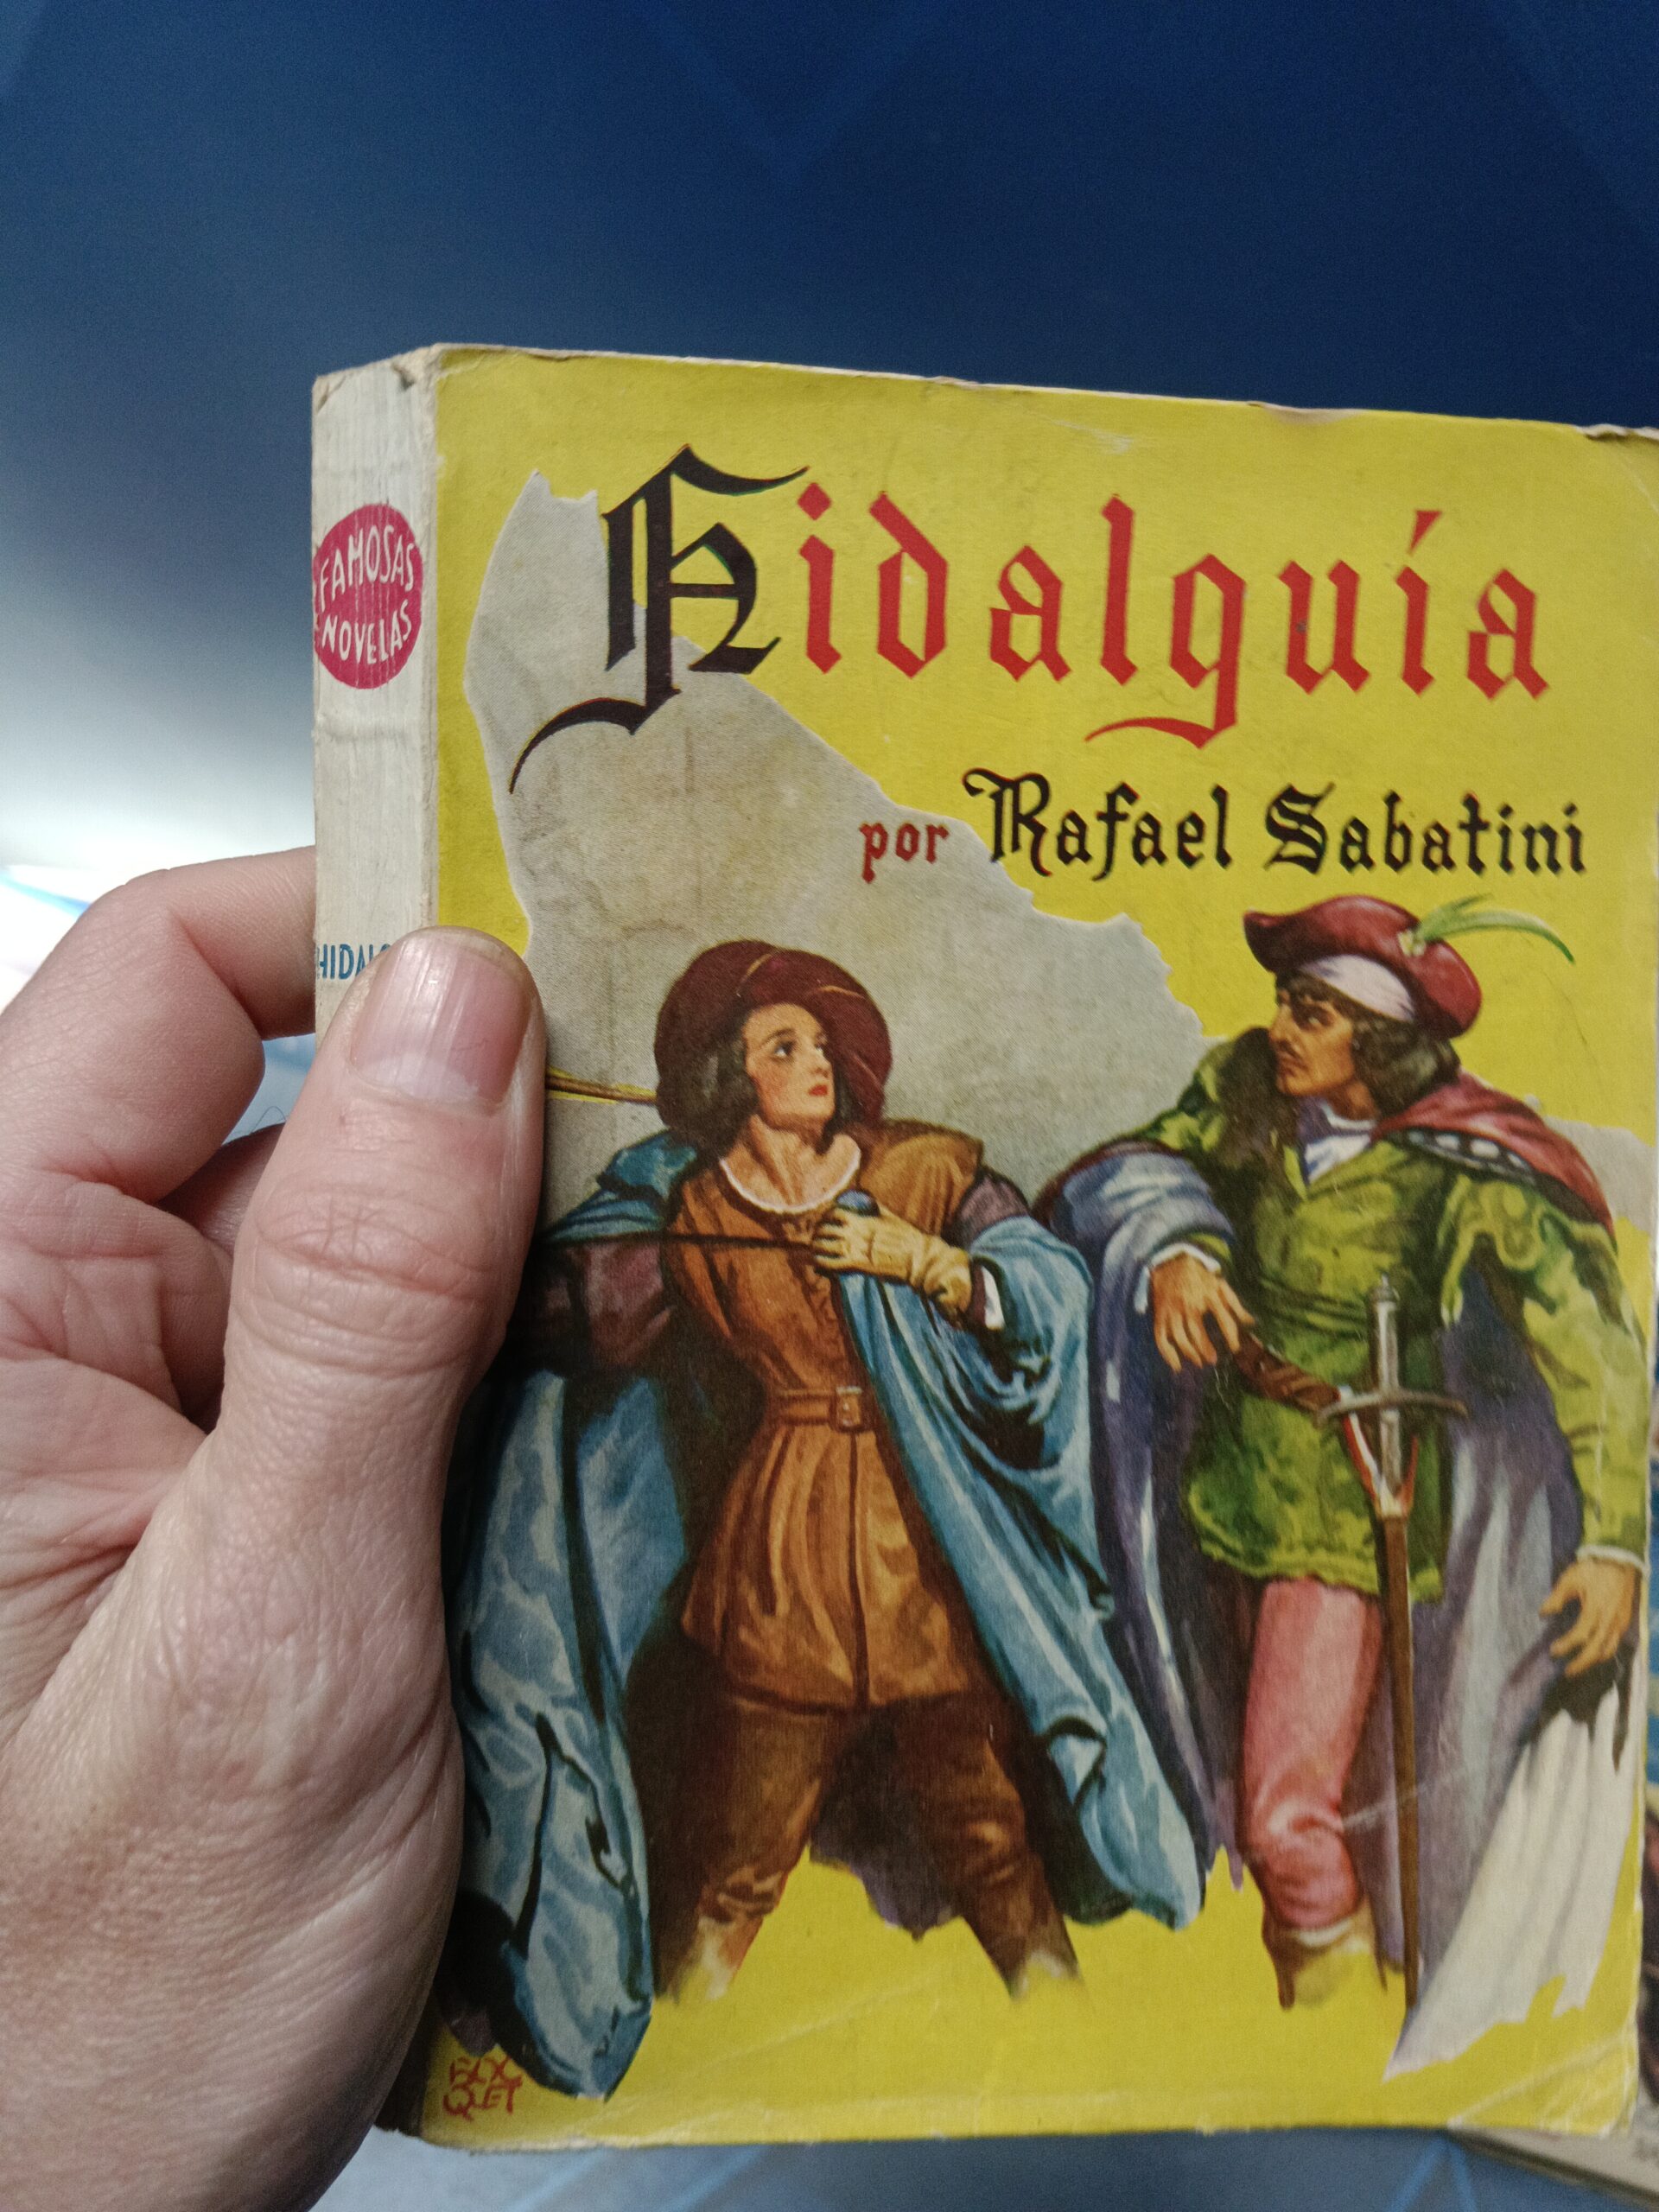 FAMOSAS
NOVELAS
Hidalguía
por Rafael Sabatini